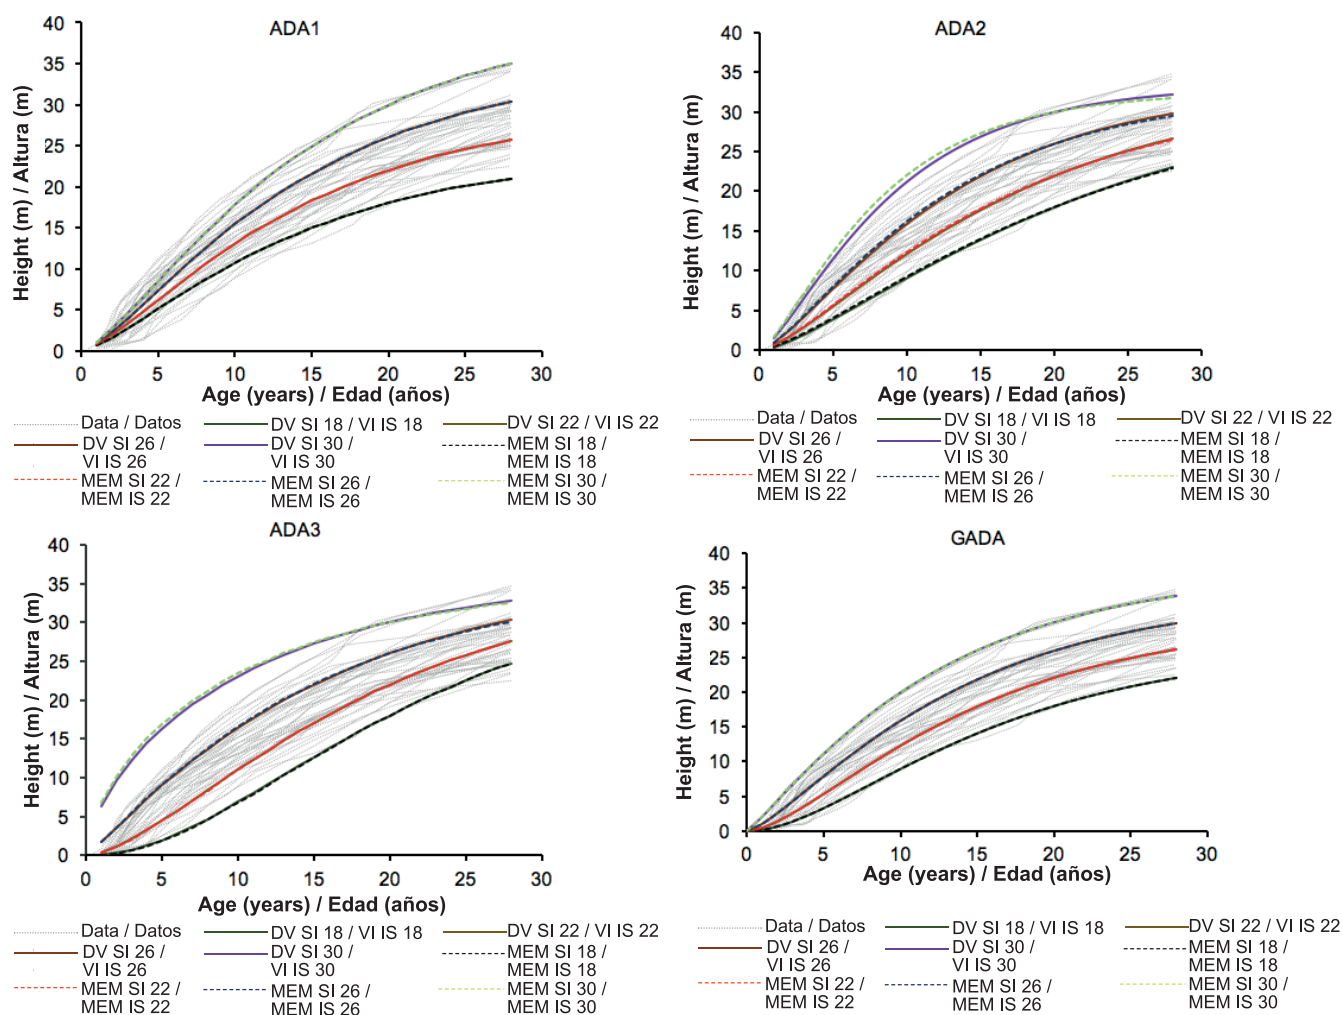 ADA1
40
35
30
25
20
15
10
5
0
Height (m) / Altura (m)
0 5 10 15 20 25 30
Age (years) / Edad (años)
Data / Datos
DV SI 18 / VI IS 18
DV SI 22 / VI IS 22
DV SI 26 /
VI IS 26
DV SI 30 /
VI IS 30
MEM SI 18 /
MEM IS 18
MEM SI 22 /
MEM IS 22
MEM SI 26 /
MEM IS 26
MEM SI 30 /
MEM IS 30
ADA2
40
35
30
25
20
15
10
5
0
Height (m) / Altura (m)
0 5 10 15 20 25 30
Age (years) / Edad (años)
Data / Datos
DV SI 18 / VI IS 18
DV SI 22 / VI IS 22
DV SI 26 /
VI IS 26
DV SI 30 /
VI IS 30
MEM SI 18 /
MEM IS 18
MEM SI 22 /
MEM IS 22
MEM SI 26 /
MEM IS 26
MEM SI 30 /
MEM IS 30
ADA3
40
35
30
25
20
15
10
5
0
Height (m) / Altura (m)
0 5 10 15 20 25 30
Age (years) / Edad (años)
Data / Datos
DV SI 18 / VI IS 18
DV SI 22 / VI IS 22
DV SI 26 /
VI IS 26
DV SI 30 /
VI IS 30
MEM SI 18 /
MEM IS 18
MEM SI 22 /
MEM IS 22
MEM SI 26 /
MEM IS 26
MEM SI 30 /
MEM IS 30
GADA
40
35
30
25
20
15
10
5
0
Height (m) / Altura (m)
0 5 10 15 20 25 30
Age (years) / Edad (años)
Data / Datos
DV SI 18 / VI IS 18
DV SI 22 / VI IS 22
DV SI 26 /
VI IS 26
DV SI 30 /
VI IS 30
MEM SI 18 /
MEM IS 18
MEM SI 22 /
MEM IS 22
MEM SI 26 /
MEM IS 26
MEM SI 30 /
MEM IS 30